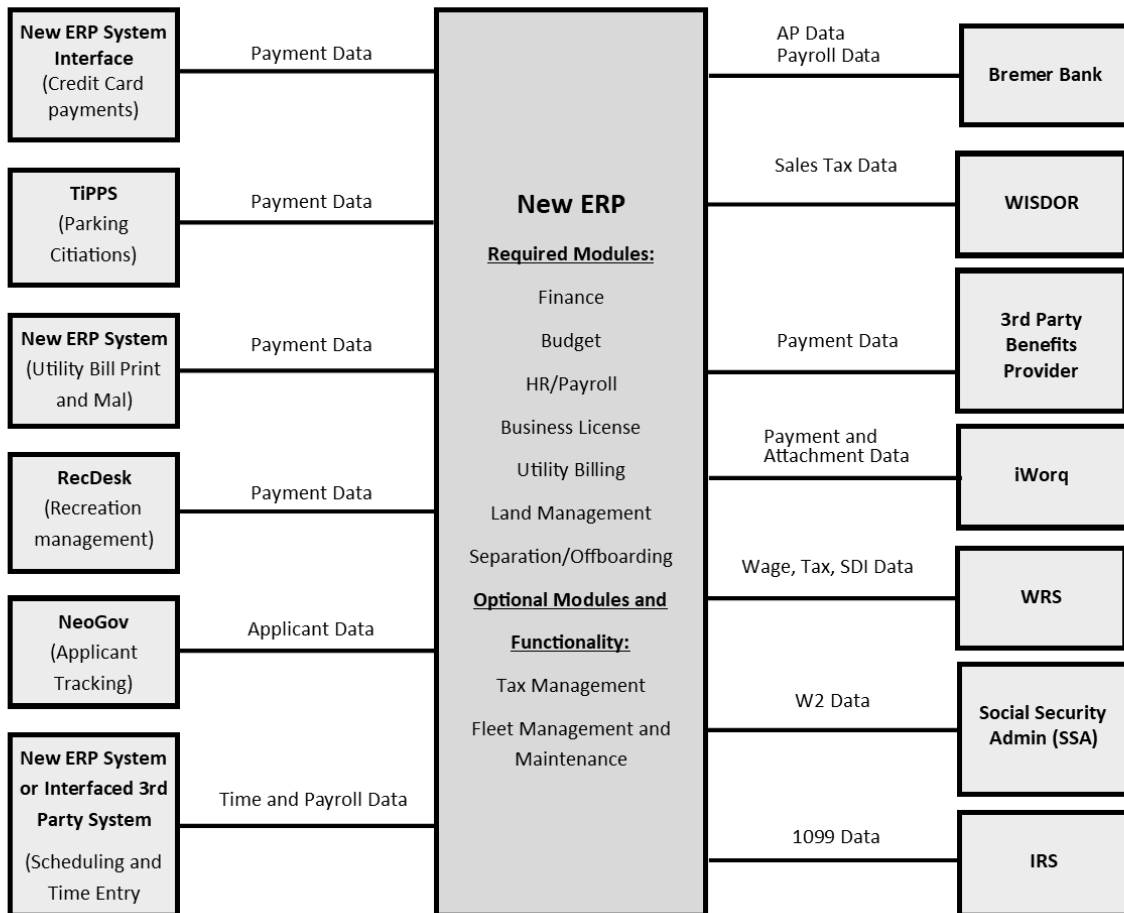 New ERP System
Interface
(Credit Card
payments)
Payment Data
TiPPS
(Parking
Citiations)
Payment Data
New ERP System
(Utility Bill Print
and Mal)
Payment Data
RecDesk
(Recreation
management)
Payment Data
NeoGov
(Applicant
Tracking)
Applicant Data
New ERP System
or Interfaced 3rd
Party System
(Scheduling and
Time Entry
Time and Payroll Data
New ERP
Required Modules:
Finance
Budget
HR/Payroll
Business License
Utility Billing
Land Management
Separation/Offboarding
Optional Modules and
Functionality:
Tax Management
Fleet Management and
Maintenance
AP Data
Payroll Data
Bremer Bank
Sales Tax Data
WISDOR
Payment Data
3rd Party
Benefits
Provider
Payment and
Attachment Data
iWorq
Wage, Tax, SDI Data
WRS
W2 Data
Social Security
Admin (SSA)
1099 Data
IRS